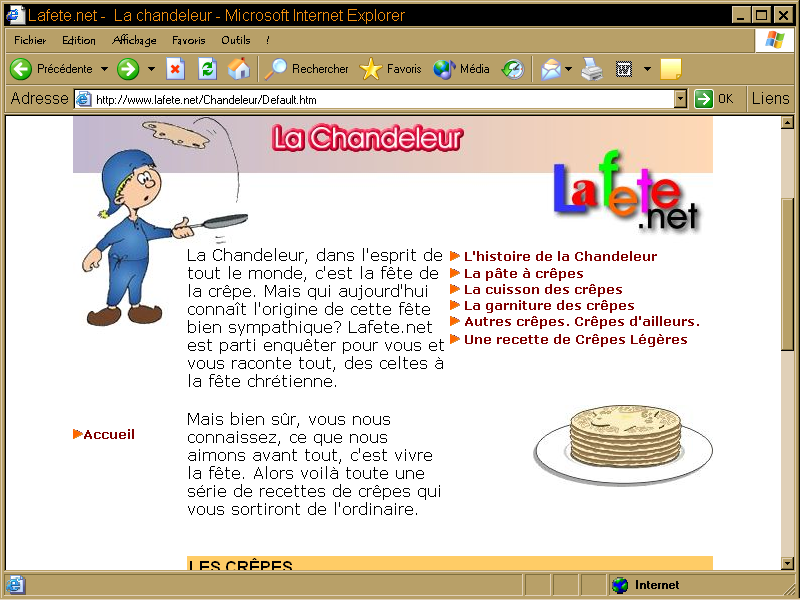 Lafete.net - La chandeleur - Microsoft Internet Explorer
Fichier Edition Affichage Favoris Outils !
Précédente Rechercher Favoris Média
Adresse http://www.lafete.net/Chandeleur/Default.htm OK Liens
La Chandeleur
Lafete
.net
La Chandeleur, dans l'esprit de
tout le monde, c'est la fête de
la crêpe. Mais qui aujourd'hui
connaît l'origine de cette fête
bien sympathique? Lafete.net
est parti enquêter pour vous et
vous raconte tout, des celtes à
la fête chrétienne.
L'histoire de la Chandeleur
La pâte à crêpes
La cuisson des crêpes
La garniture des crêpes
Autres crêpes. Crêpes d'ailleurs.
Une recette de Crêpes Légères
Accueil
Mais bien sûr, vous nous
connaissez, ce que nous
aimons avant tout, c'est vivre
la fête. Alors voilà toute une
série de recettes de crêpes qui
vous sortiront de l'ordinaire.
LES CRÊPES
Internet